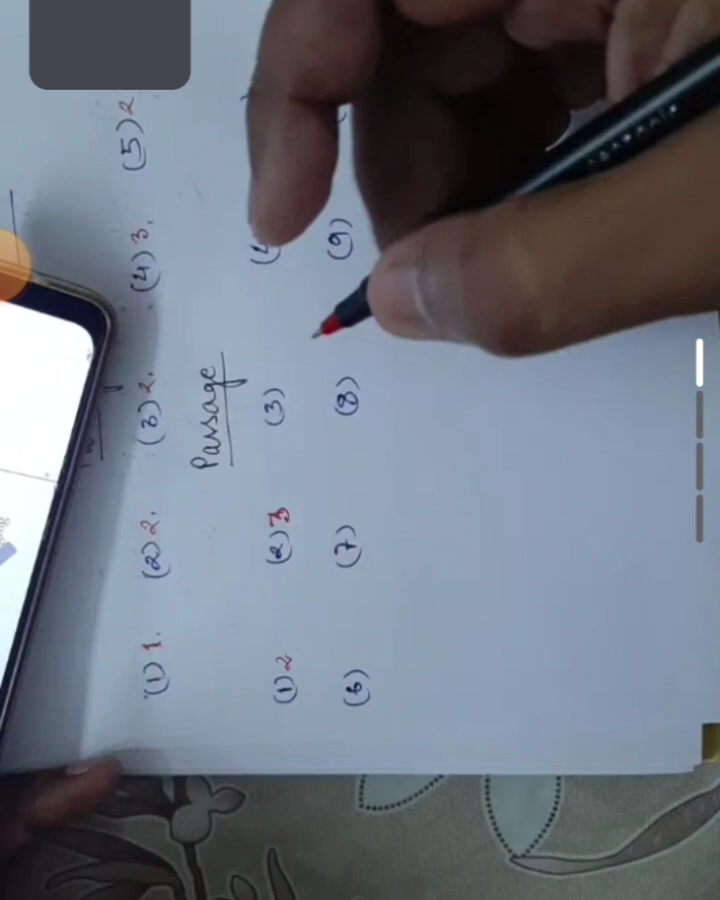 (1) 1. (2) 2. (3) 2. (4) 3. (5) 2
Passage
(1) 2 (2) 3 (3)
(6) (7) (8) (9)